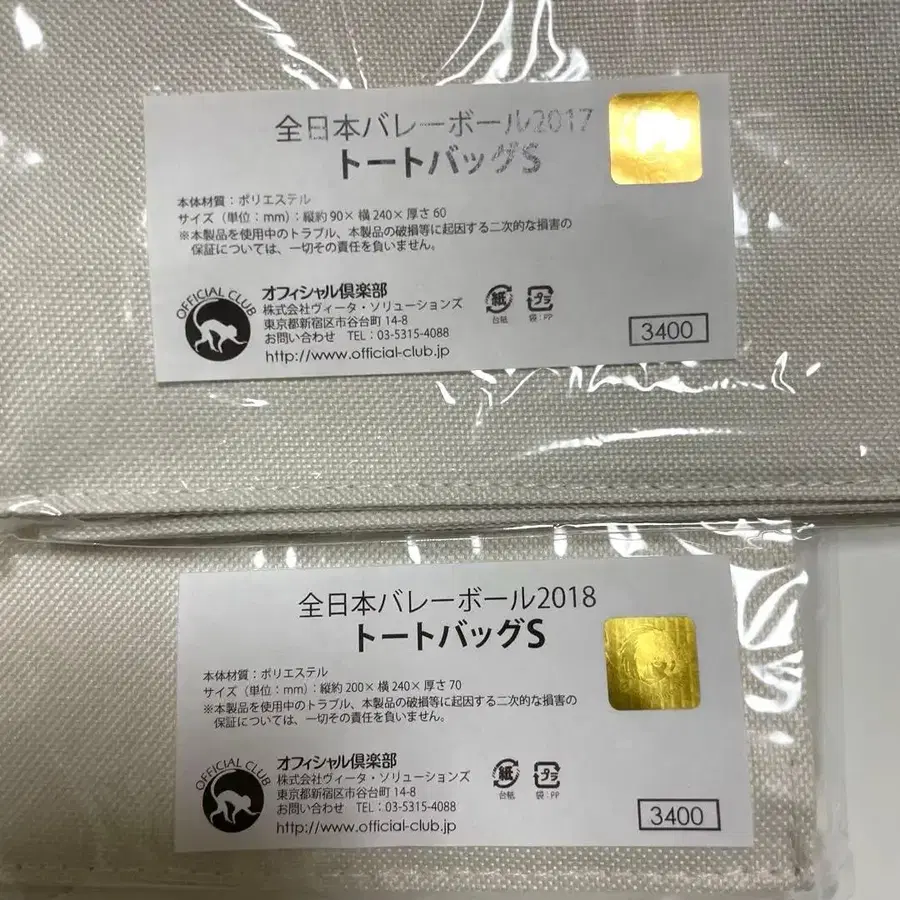 全日本バレーボール2017
トートバッグS
本体材質：ポリエステル
サイズ（単位：mm）：縦約 90× 横 240× 厚さ 60
※本製品を使用中のトラブル、本製品の破損等に起因する二次的な損害の
保証については、一切その責任を負いません。
OFFICIAL CLUB
オフィシャル倶楽部
株式会社ヴィータ・ソリューションズ
東京都新宿区市谷台町 14-8
お問い合わせ TEL：03-5315-4088
http://www.official-club.jp
紙 プラ
台紙 袋：PP
3400
全日本バレーボール2018
トートバッグS
本体材質：ポリエステル
サイズ（単位：mm）：縦約 200× 横 240× 厚さ 70
※本製品を使用中のトラブル、本製品の破損等に起因する二次的な損害の
保証については、一切その責任を負いません。
OFFICIAL CLUB
オフィシャル倶楽部
株式会社ヴィータ・ソリューションズ
東京都新宿区市谷台町 14-8
お問い合わせ TEL：03-5315-4088
http://www.official-club.jp
紙 プラ
台紙 袋：PP
3400